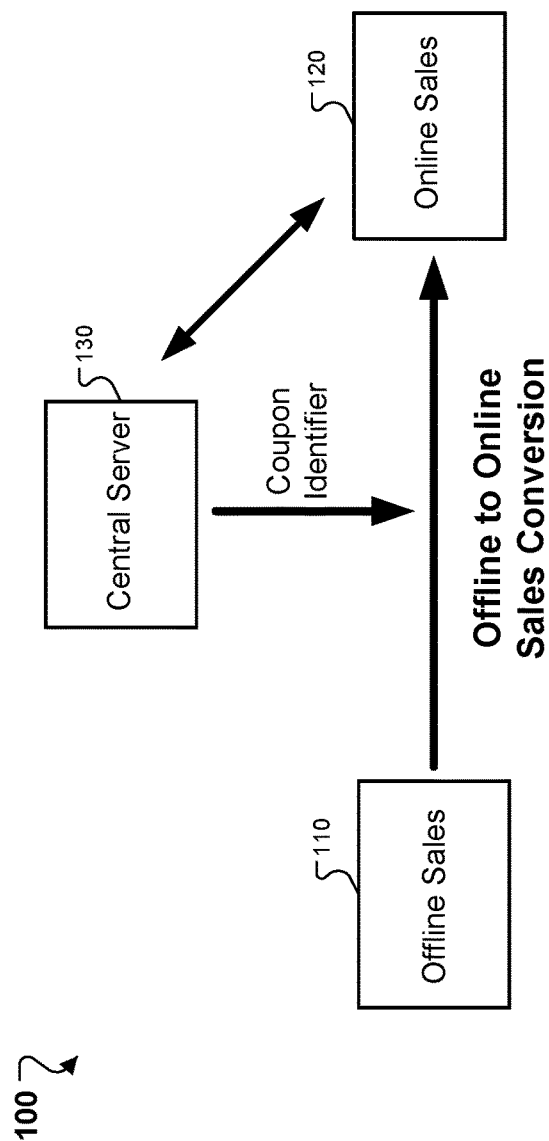 100
130
Central Server
120
Coupon
Identifier
110
Offline Sales
Online Sales
Offline to Online
Sales Conversion